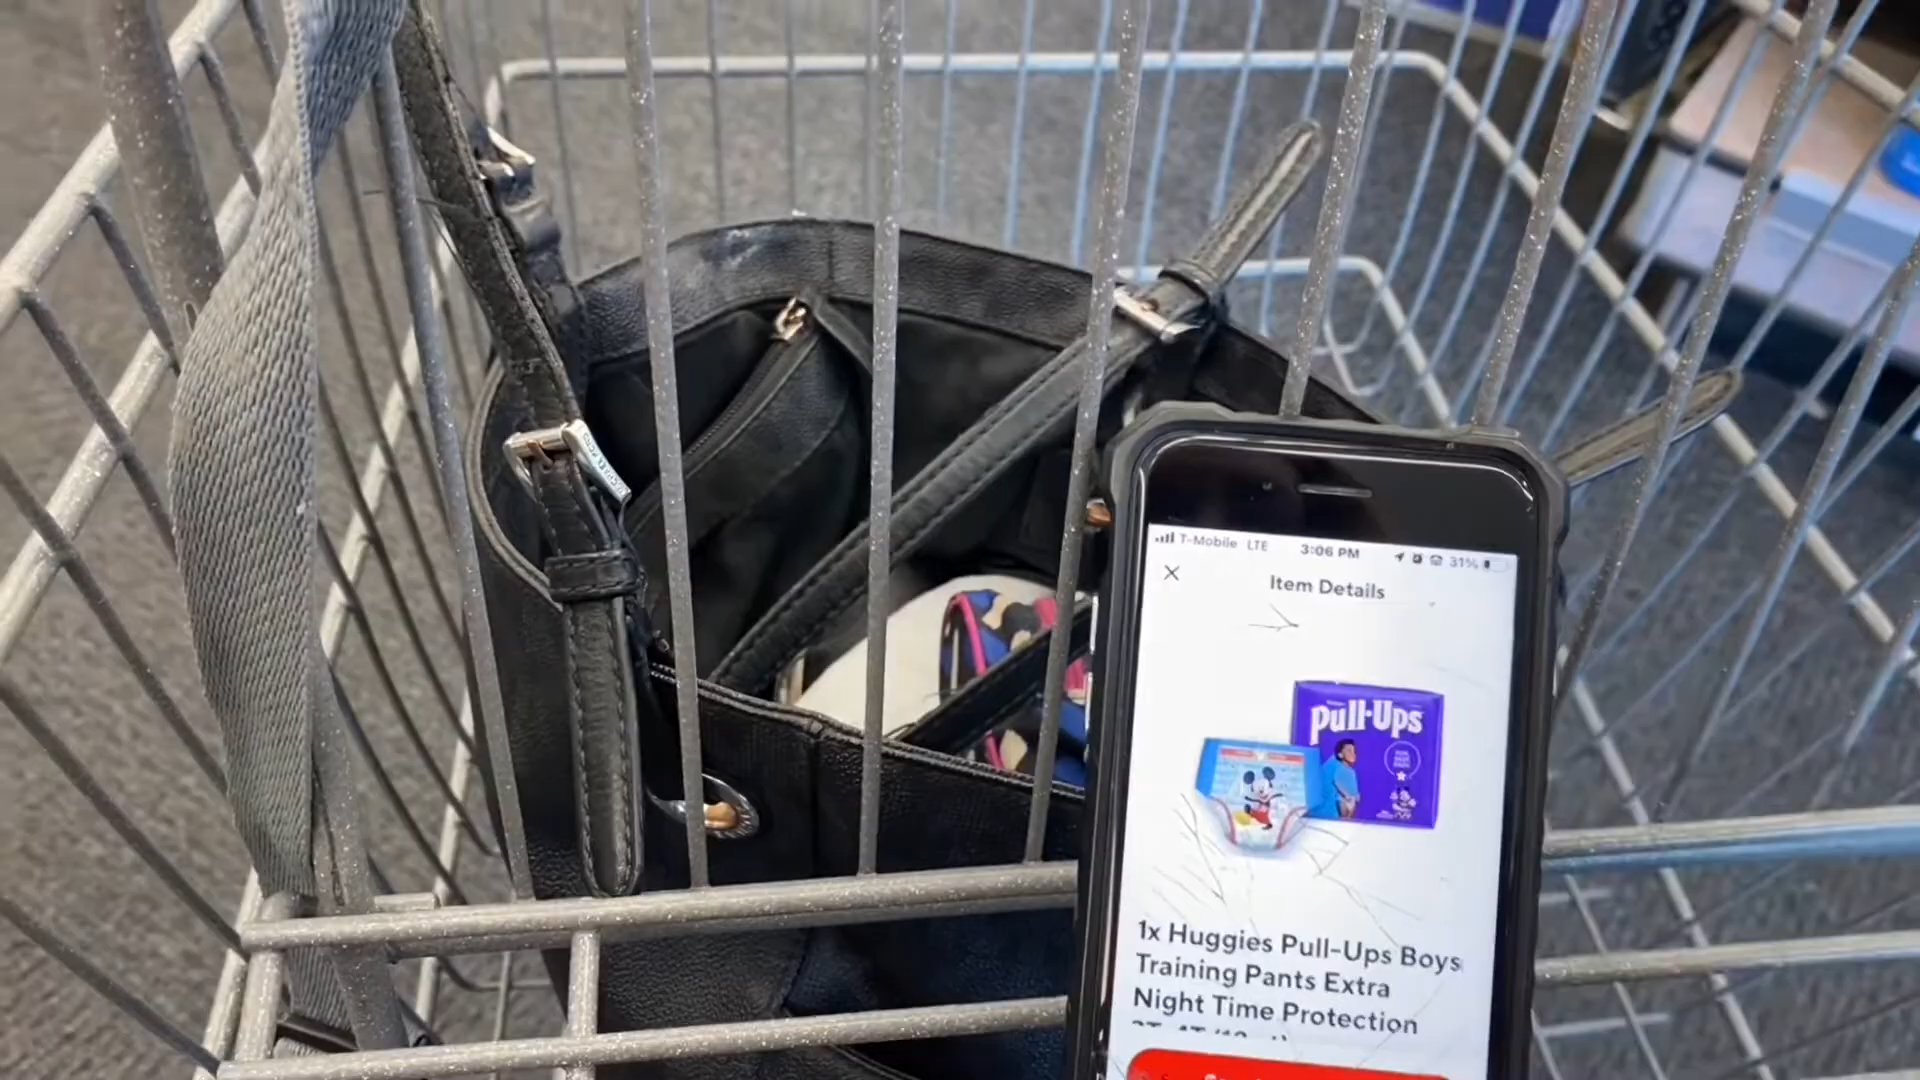 T-Mobile LTE 3:06 PM 31%
Item Details
Pull-Ups
1x Huggies Pull-Ups Boys
Training Pants Extra
Night Time Protection